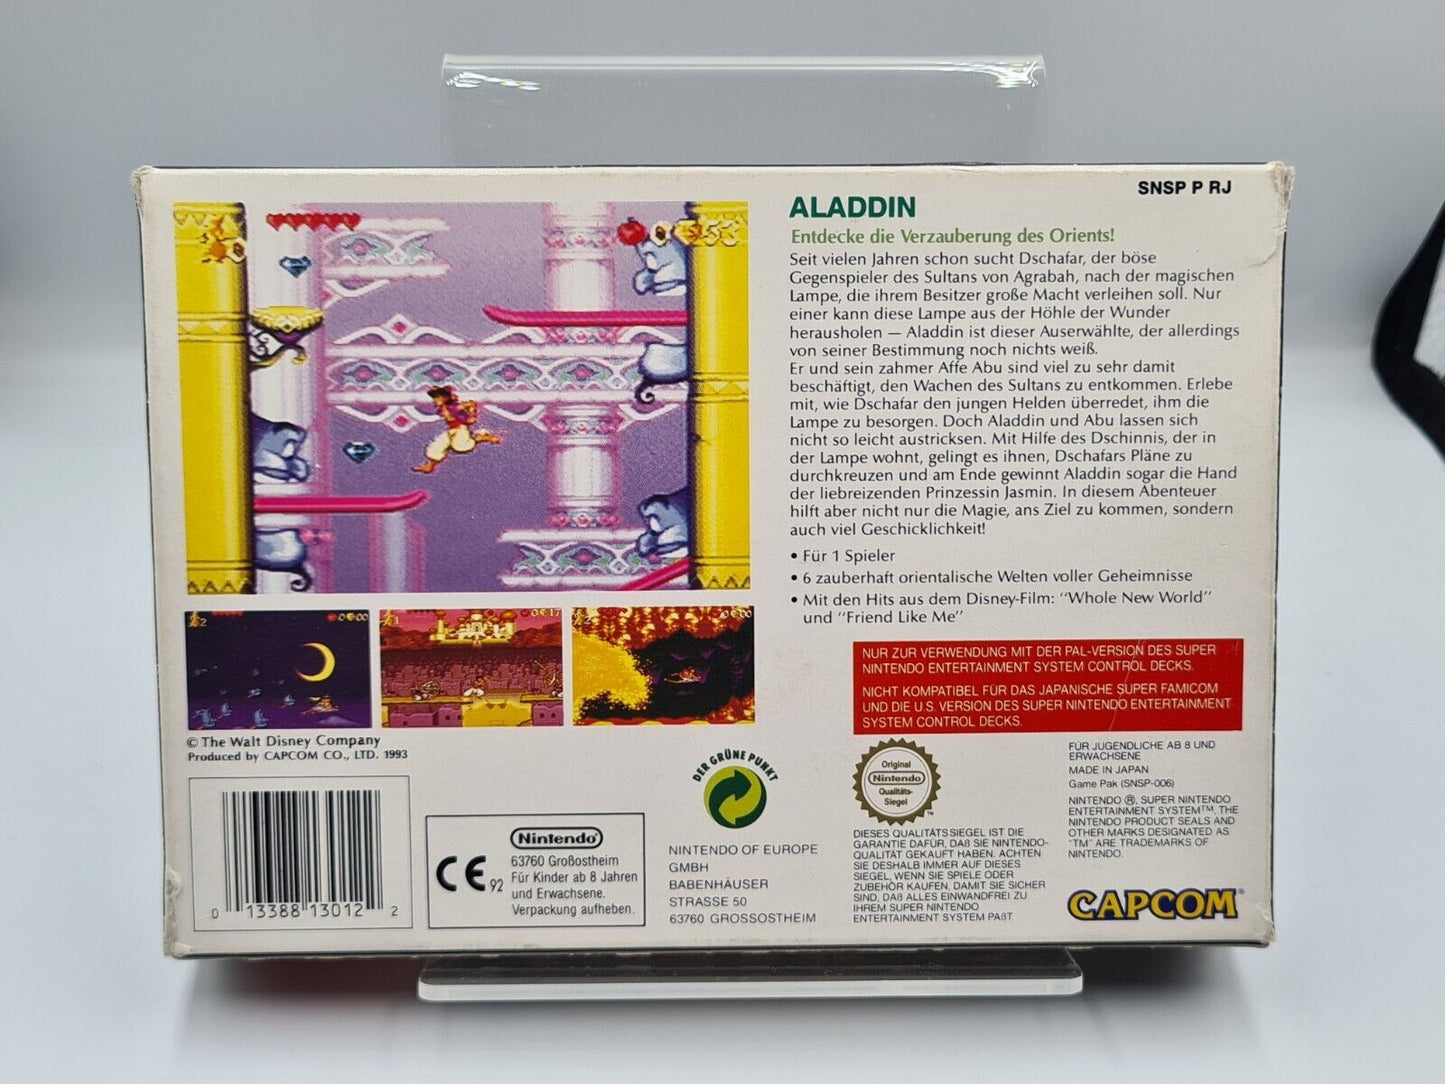 SNSP P RJ
ALADDIN
Entdecke die Verzauberung des Orients!
Seit vielen Jahren schon sucht Dschafar, der böse
Gegenspieler des Sultans von Agrabah, nach der magischen
Lampe, die ihrem Besitzer große Macht verleihen soll. Nur
einer kann diese Lampe aus der Höhle der Wunder
herausholen — Aladdin ist dieser Auserwählte, der allerdings
von seiner Bestimmung noch nichts weiß.
Er und sein zahmer Affe Abu sind viel zu sehr damit
beschäftigt, den Wachen des Sultans zu entkommen. Erlebe
mit, wie Dschafar den jungen Helden überredet, ihm die
Lampe zu besorgen. Doch Aladdin und Abu lassen sich
nicht so leicht austricksen. Mit Hilfe des Dschinnis, der in
der Lampe wohnt, gelingt es ihnen, Dschafars Pläne zu
durchkreuzen und am Ende gewinnt Aladdin sogar die Hand
der liebreizenden Prinzessin Jasmin. In diesem Abenteuer
hilft aber nicht nur die Magie, ans Ziel zu kommen, sondern
auch viel Geschicklichkeit!
• Für 1 Spieler
• 6 zauberhaft orientalische Welten voller Geheimnisse
• Mit den Hits aus dem Disney-Film: "Whole New World"
und "Friend Like Me"
NUR ZUR VERWENDUNG MIT DER PAL-VERSION DES SUPER
NINTENDO ENTERTAINMENT SYSTEM CONTROL DECKS.
NICHT KOMPATIBEL FÜR DAS JAPANISCHE SUPER FAMICOM
UND DIE U.S. VERSION DES SUPER NINTENDO ENTERTAINMENT
SYSTEM CONTROL DECKS.
53
2
0 00
0 17
2
0 00
© The Walt Disney Company
Produced by CAPCOM CO., LTD. 1993
0 13388 13012 2
CE 92
Nintendo
63760 Großostheim
Für Kinder ab 8 Jahren
und Erwachsene.
Verpackung aufheben.
DER GRÜNE PUNKT
NINTENDO OF EUROPE
GMBH
BABENHÄUSER
STRASSE 50
63760 GROSSOSTHEIM
Original
Nintendo
Qualitäts-
Siegel
TM
DIESES QUALITÄTSSIEGEL IST DIE
GARANTIE DAFÜR, DAß SIE NINTENDO-
QUALITÄT GEKAUFT HABEN. ACHTEN
SIE DESHALB IMMER AUF DIESES
SIEGEL, WENN SIE SPIELE ODER
ZUBEHÖR KAUFEN, DAMIT SIE SICHER
SIND, DAß ALLES EINWANDFREI ZU
IHREM SUPER NINTENDO
ENTERTAINMENT SYSTEM PAßT.
FÜR JUGENDLICHE AB 8 UND
ERWACHSENE
MADE IN JAPAN
Game Pak (SNSP-006)
NINTENDO ®, SUPER NINTENDO
ENTERTAINMENT SYSTEM™, THE
NINTENDO PRODUCT SEALS AND
OTHER MARKS DESIGNATED AS
"TM" ARE TRADEMARKS OF
NINTENDO.
CAPCOM®